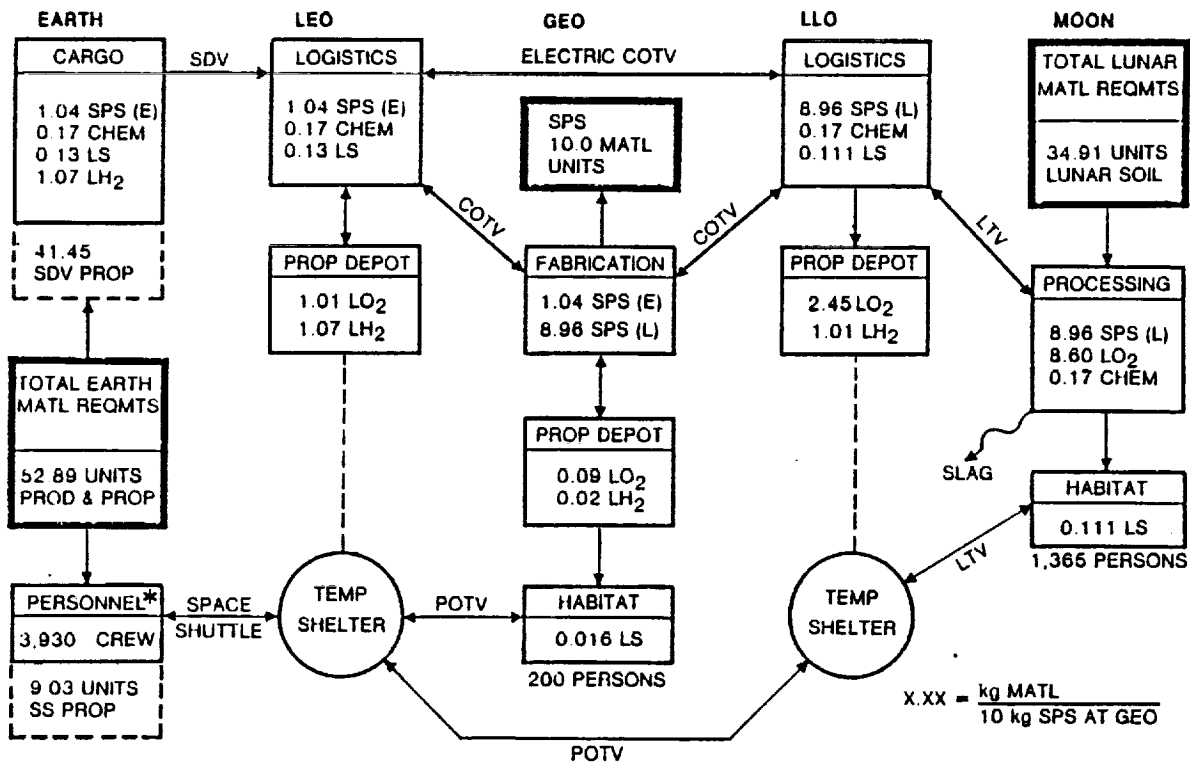 EARTH
LEO
GEO
LLO
MOON
CARGO
1.04 SPS (E)
0.17 CHEM
0.13 LS
1.07 LH2
41.45
SDV PROP
TOTAL EARTH
MATL REQMTS
52.89 UNITS
PROD & PROP
PERSONNEL*
3,930 CREW
9.03 UNITS
SS PROP
SDV
SPACE
SHUTTLE
LOGISTICS
1.04 SPS (E)
0.17 CHEM
0.13 LS
PROP DEPOT
1.01 LO2
1.07 LH2
TEMP
SHELTER
ELECTRIC COTV
COTV
COTV
POTV
POTV
SPS
10.0 MATL
UNITS
FABRICATION
1.04 SPS (E)
8.96 SPS (L)
PROP DEPOT
0.09 LO2
0.02 LH2
HABITAT
0.016 LS
200 PERSONS
LOGISTICS
8.96 SPS (L)
0.17 CHEM
0.111 LS
PROP DEPOT
2.45 LO2
1.01 LH2
TEMP
SHELTER
LTV
LTV
TOTAL LUNAR
MATL REQMTS
34.91 UNITS
LUNAR SOIL
PROCESSING
8.96 SPS (L)
8.60 LO2
0.17 CHEM
SLAG
HABITAT
0.111 LS
1,365 PERSONS
X.XX = kg MATL
10 kg SPS AT GEO